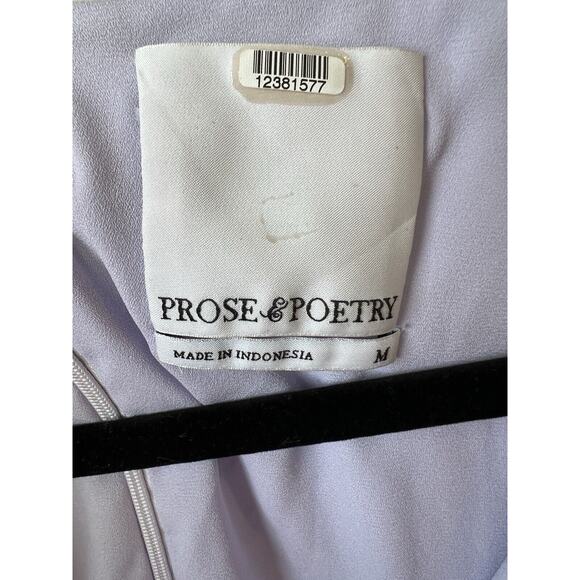 12381577
PROSE & POETRY
MADE IN INDONESIA M